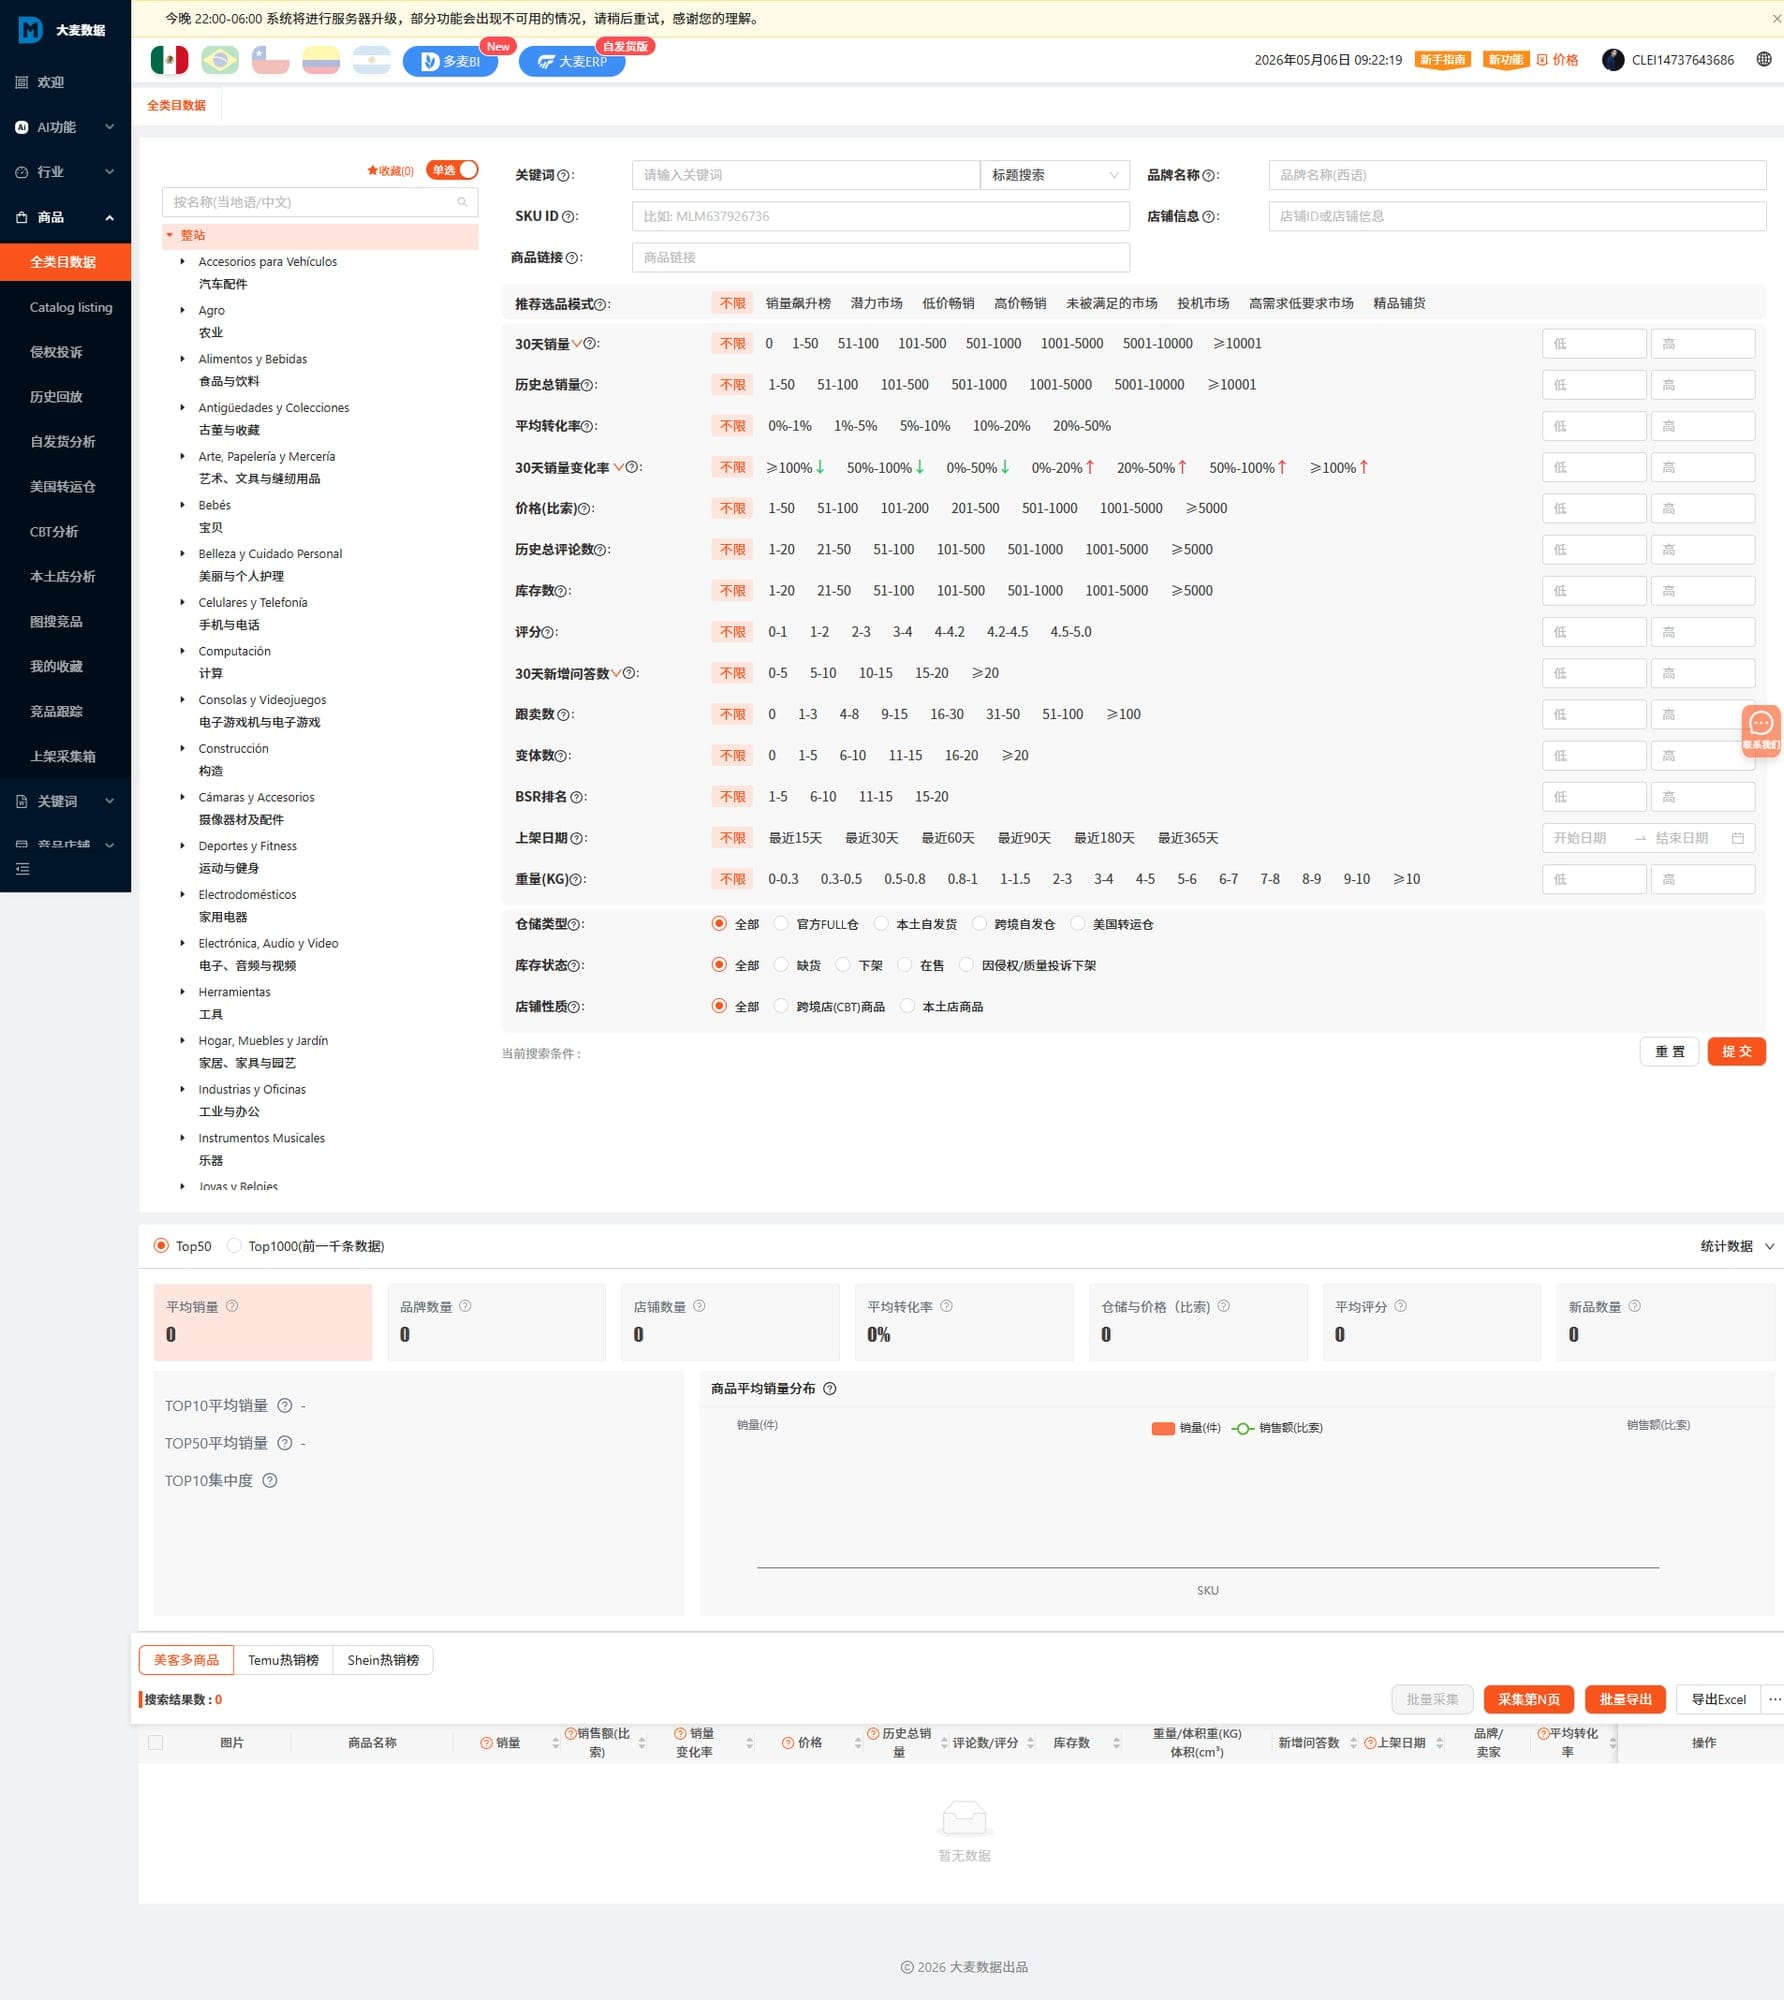 今晚 22:00-06:00 系统将进行服务器升级，部分功能会出现不可用的情况，请稍后重试，感谢您的理解。
大麦数据
多麦BI
New
大麦ERP
自发货版
2026年05月06日 09:22:19
新手指南
新功能
价格
CLEI14737643686
欢迎
AI功能
行业
商品
全类目数据
Catalog listing
侵权投诉
历史回放
自发货分析
美国转运仓
CBT分析
本土店分析
图搜竞品
我的收藏
竞品跟踪
上架采集箱
关键词
竞品店铺
全类目数据
收藏(0)
单选
按名称(当地语/中文)
整站
Accesorios para Vehículos
汽车配件
Agro
农业
Alimentos y Bebidas
食品与饮料
Antigüedades y Colecciones
古董与收藏
Arte, Papelería y Mercería
艺术、文具与缝纫用品
Bebés
宝贝
Belleza y Cuidado Personal
美丽与个人护理
Celulares y Telefonía
手机与电话
Computación
计算
Consolas y Videojuegos
电子游戏机与电子游戏
Construcción
构造
Cámaras y Accesorios
摄像器材及配件
Deportes y Fitness
运动与健身
Electrodomésticos
家用电器
Electrónica, Audio y Video
电子、音频与视频
Herramientas
工具
Hogar, Muebles y Jardín
家居、家具与园艺
Industrias y Oficinas
工业与办公
Instrumentos Musicales
乐器
Joyas y Relojes
关键词: 请输入关键词 标题搜索 品牌名称: 品牌名称(西语)
SKU ID: 比如: MLM637926736 店铺信息: 店铺ID或店铺信息
商品链接: 商品链接
推荐选品模式: 不限 销量飙升榜 潜力市场 低价畅销 高价畅销 未被满足的市场 投机市场 高需求低要求市场 精品铺货
30天销量: 不限 0 1-50 51-100 101-500 501-1000 1001-5000 5001-10000 ≥10001 低 高
历史总销量: 不限 1-50 51-100 101-500 501-1000 1001-5000 5001-10000 ≥10001 低 高
平均转化率: 不限 0%-1% 1%-5% 5%-10% 10%-20% 20%-50% 低 高
30天销量变化率: 不限 ≥100%↓ 50%-100%↓ 0%-50%↓ 0%-20%↑ 20%-50%↑ 50%-100%↑ ≥100%↑ 低 高
价格(比索): 不限 1-50 51-100 101-200 201-500 501-1000 1001-5000 ≥5000 低 高
历史总评论数: 不限 1-20 21-50 51-100 101-500 501-1000 1001-5000 ≥5000 低 高
库存数: 不限 1-20 21-50 51-100 101-500 501-1000 1001-5000 ≥5000 低 高
评分: 不限 0-1 1-2 2-3 3-4 4-4.2 4.2-4.5 4.5-5.0 低 高
30天新增问答数: 不限 0-5 5-10 10-15 15-20 ≥20 低 高
跟卖数: 不限 0 1-3 4-8 9-15 16-30 31-50 51-100 ≥100 低 高
变体数: 不限 0 1-5 6-10 11-15 16-20 ≥20 低 高
BSR排名: 不限 1-5 6-10 11-15 15-20 低 高
上架日期: 不限 最近15天 最近30天 最近60天 最近90天 最近180天 最近365天 开始日期 → 结束日期
重量(KG): 不限 0-0.3 0.3-0.5 0.5-0.8 0.8-1 1-1.5 2-3 3-4 4-5 5-6 6-7 7-8 8-9 9-10 ≥10 低 高
仓储类型: 全部 官方FULL仓 本土自发货 跨境自发仓 美国转运仓
库存状态: 全部 缺货 下架 在售 因侵权/质量投诉下架
店铺性质: 全部 跨境店(CBT)商品 本土店商品
当前搜索条件 :
重 置
提 交
联系我们
Top50 Top1000(前一千条数据) 统计数据
平均销量
0
品牌数量
0
店铺数量
0
平均转化率
0%
仓储与价格（比索）
0
平均评分
0
新品数量
0
TOP10平均销量 -
TOP50平均销量 -
TOP10集中度
商品平均销量分布
销量(件)
销量(件) 销售额(比索)
销售额(比索)
SKU
美客多商品 Temu热销榜 Shein热销榜
搜索结果数 : 0
批量采集 采集第N页 批量导出 导出Excel ···
图片
商品名称
销量
销售额(比
索)
销量
变化率
价格
历史总销
量
评论数/评分
库存数
重量/体积重(KG)
体积(cm³)
新增问答数
上架日期
品牌/
卖家
平均转化
率
操作
暂无数据
© 2026 大麦数据出品